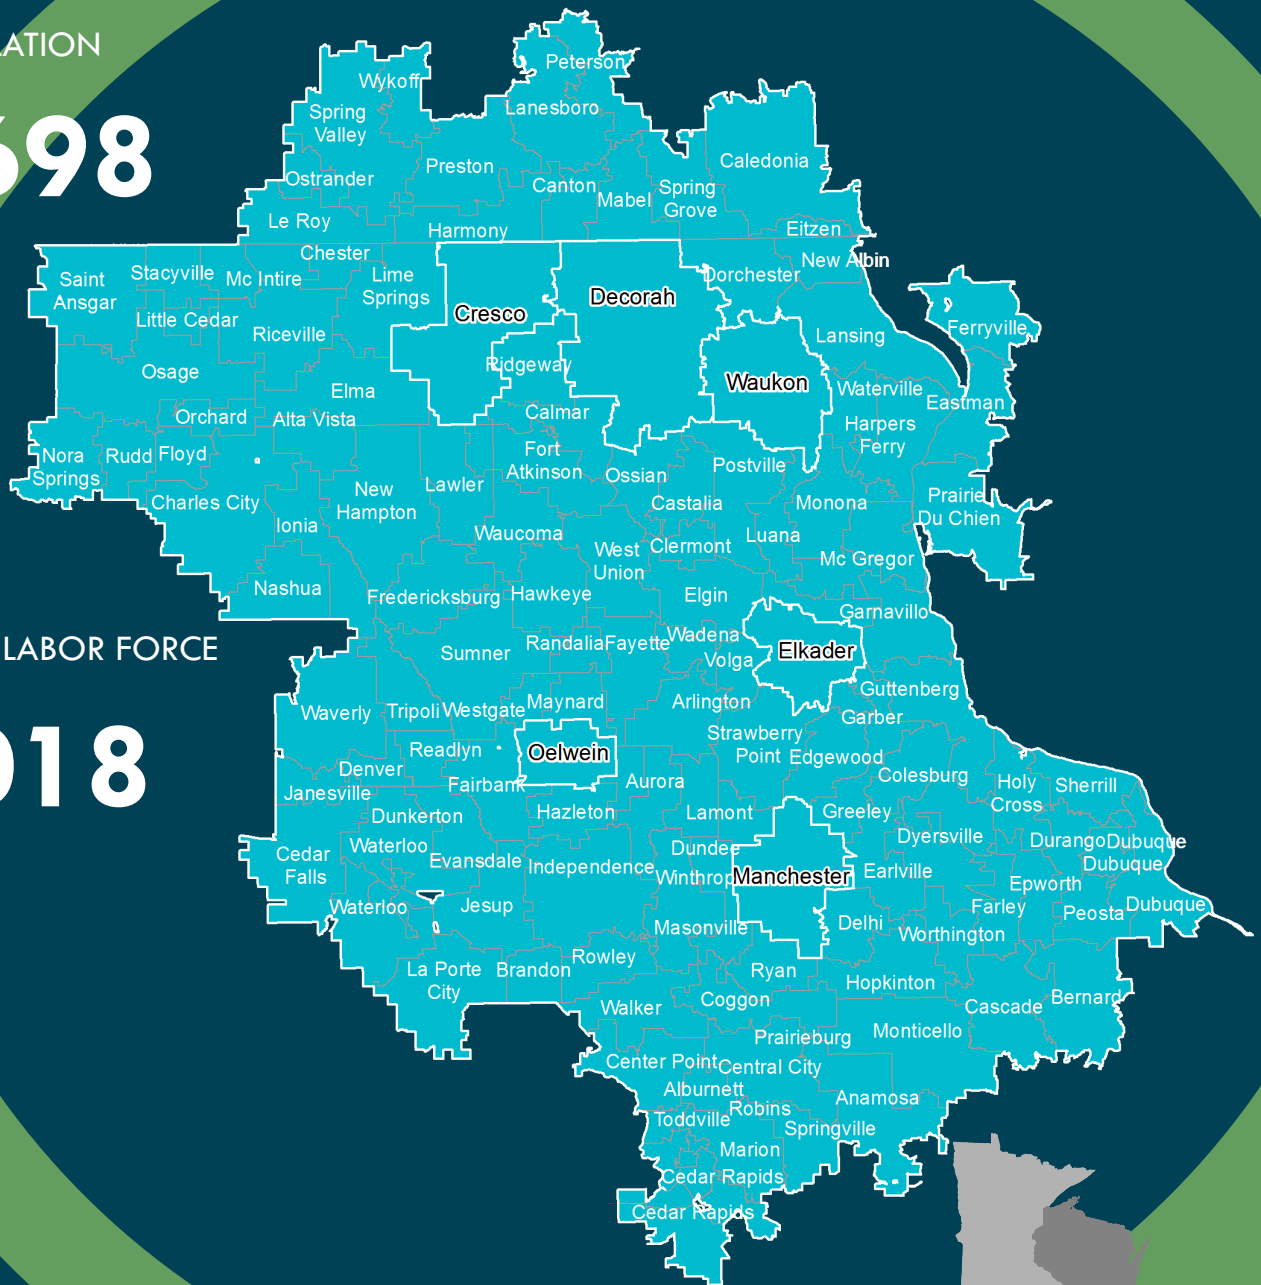 LATION
698
LABOR FORCE
018
Peterson
Wykoff
Lanesboro
Spring
Valley
Caledonia
Preston
Ostrander
Canton
Mabel
Spring
Grove
Le Roy
Harmony
Eitzen
Chester
New Albin
Saint
Ansgar
Stacyville
Mc Intire
Lime
Springs
Dorchester
Decorah
Cresco
Little Cedar
Riceville
Lansing
Ferryville
Osage
Ridgeway
Waukon
Elma
Waterville
Eastman
Orchard
Alta Vista
Calmar
Harpers
Ferry
Nora
Springs
Rudd
Floyd
Fort
Atkinson
Ossian
Postville
Charles City
New
Hampton
Lawler
Castalia
Monona
Prairie
Du Chien
Ionia
Waucoma
West
Union
Clermont
Luana
Mc Gregor
Nashua
Fredericksburg
Hawkeye
Elgin
Garnavillo
Sumner
Randalia
Fayette
Wadena
Volga
Elkader
Guttenberg
Waverly
Tripoli
Westgate
Maynard
Arlington
Garber
Readlyn
Oelwein
Strawberry
Point
Edgewood
Denver
Fairbank
Aurora
Colesburg
Holy
Cross
Sherrill
Janesville
Dunkerton
Hazleton
Lamont
Greeley
Waterloo
Dundee
Dyersville
Durango
Dubuque
Cedar
Falls
Evansdale
Independence
Winthrop
Manchester
Earlville
Dubuque
Epworth
Waterloo
Jesup
Farley
Peosta
Dubuque
Masonville
Delhi
Worthington
La Porte
City
Brandon
Rowley
Ryan
Hopkinton
Walker
Coggon
Cascade
Bernard
Prairieburg
Monticello
Center Point
Central City
Alburnett
Anamosa
Toddville
Robins
Springville
Marion
Cedar Rapids
Cedar Rapids